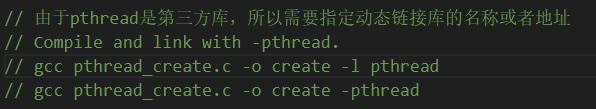 // 由于pthread是第三方库，所以需要指定动态链接库的名称或者地址
// Compile and link with -pthread.
// gcc pthread_create.c -o create -l pthread
// gcc pthread_create.c -o create -pthread